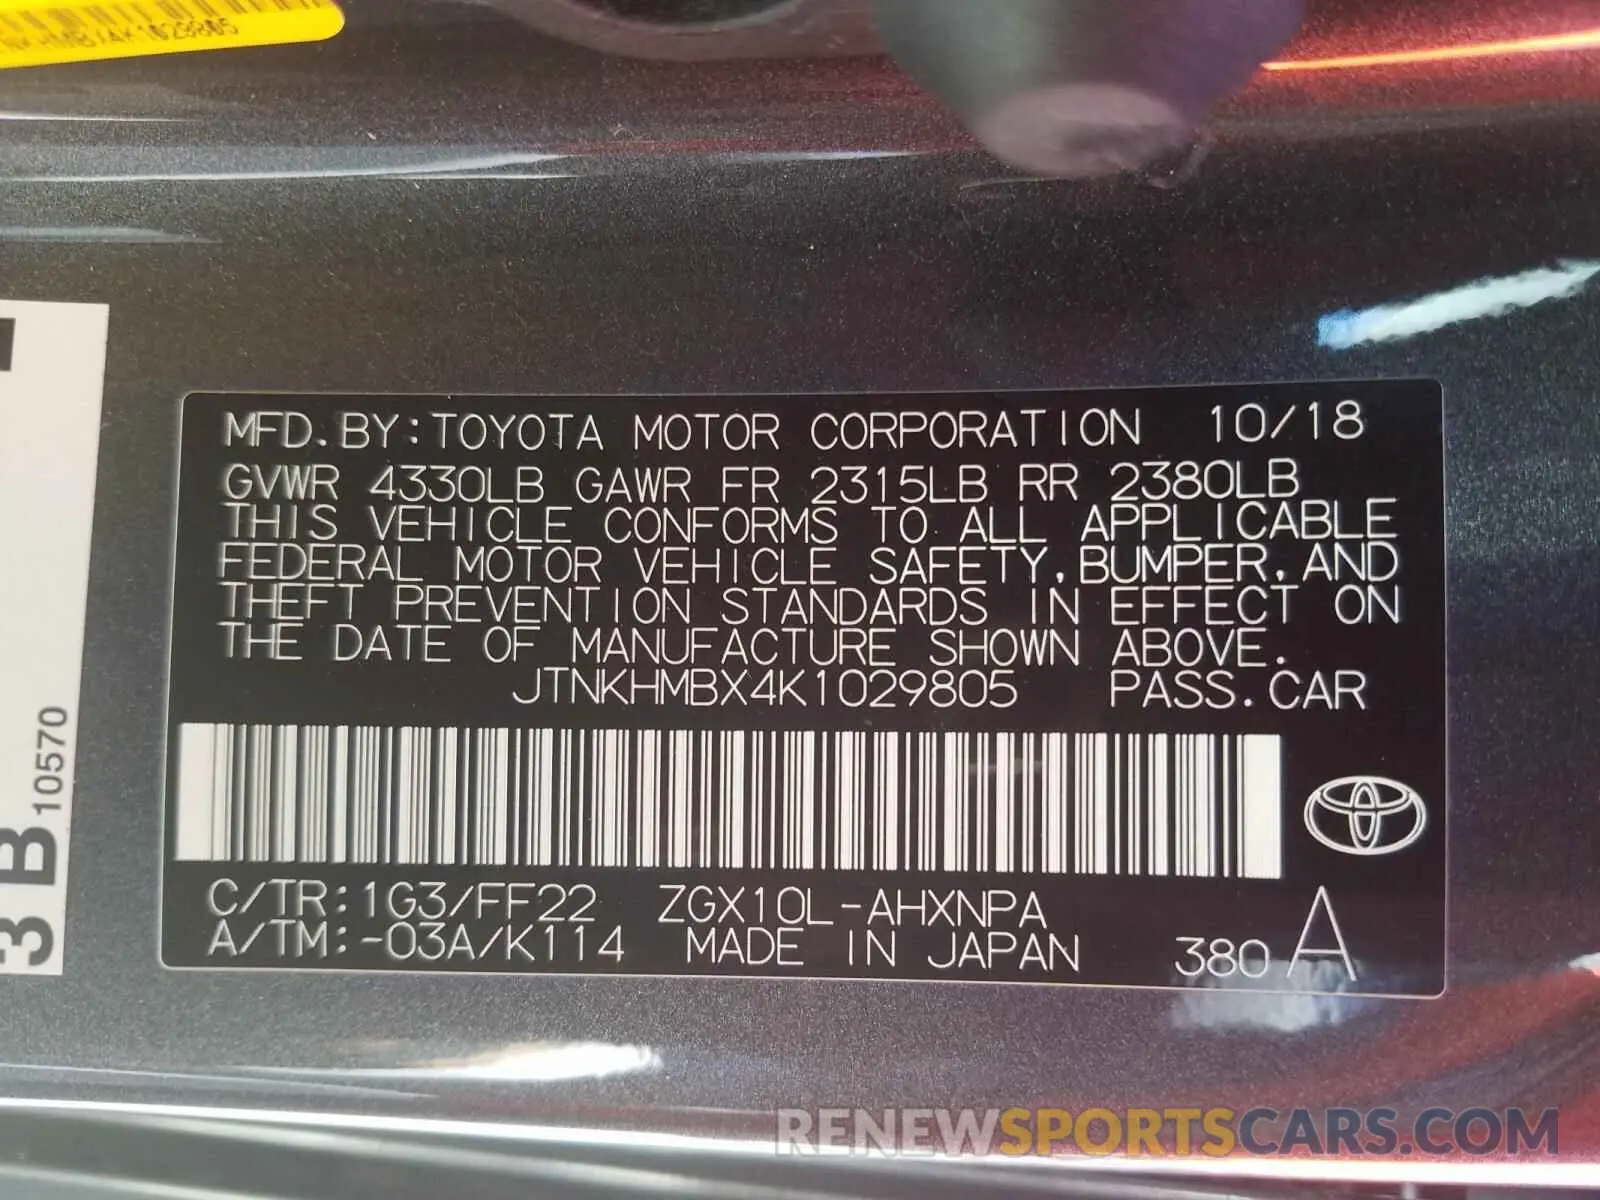 1029805
MFD.BY:TOYOTA MOTOR CORPORATION 10/18
GVWR 4330LB GAWR FR 2315LB RR 2380LB
THIS VEHICLE CONFORMS TO ALL APPLICABLE
FEDERAL MOTOR VEHICLE SAFETY,BUMPER,AND
THEFT PREVENTION STANDARDS IN EFFECT ON
THE DATE OF MANUFACTURE SHOWN ABOVE.
JTNKHMBX4K1029805 PASS.CAR
C/TR:1G3/FF22 ZGX10L-AHXNPA
A/TM:-03A/K114 MADE IN JAPAN 380 A
3 B 10570
RENEWSPORTSCARS.COM